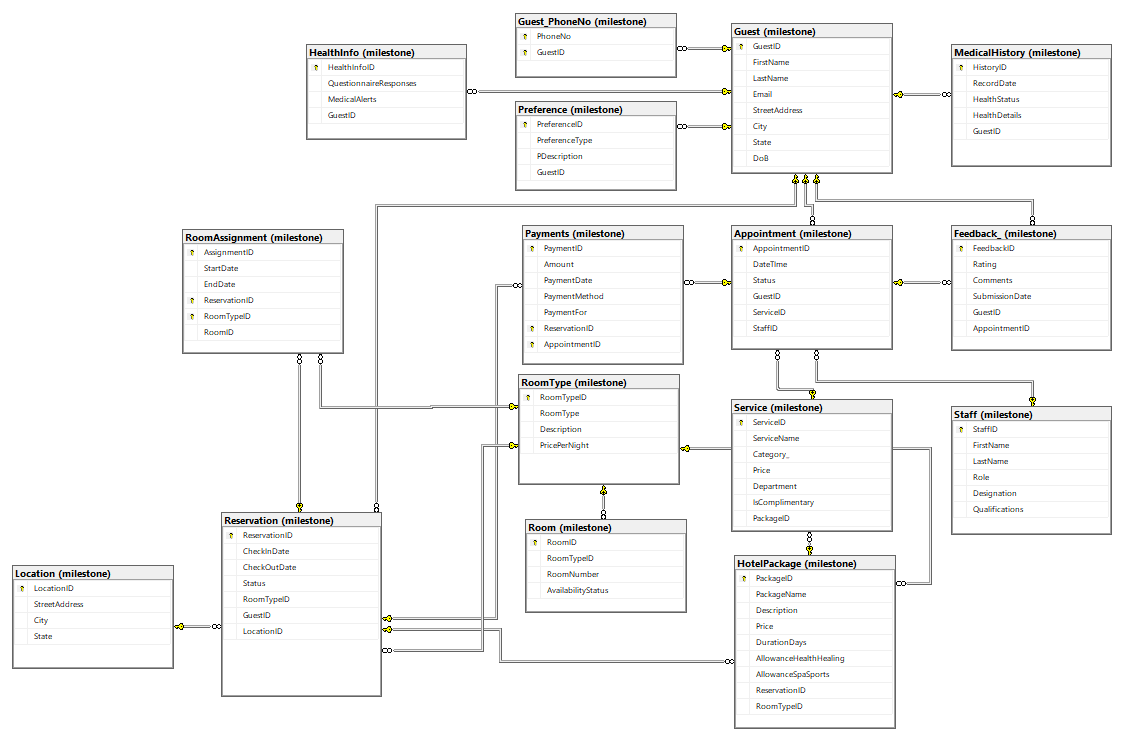 Guest_PhoneNo (milestone)
PhoneNo
GuestID
Guest (milestone)
GuestID
FirstName
LastName
Email
StreetAddress
City
State
DoB
HealthInfo (milestone)
HealthInfoID
QuestionnaireResponses
MedicalAlerts
GuestID
MedicalHistory (milestone)
HistoryID
RecordDate
HealthStatus
HealthDetails
GuestID
Preference (milestone)
PreferenceID
PreferenceType
PDescription
GuestID
RoomAssignment (milestone)
AssignmentID
StartDate
EndDate
ReservationID
RoomTypeID
RoomID
Payments (milestone)
PaymentID
Amount
PaymentDate
PaymentMethod
PaymentFor
ReservationID
AppointmentID
Appointment (milestone)
AppointmentID
DateTIme
Status
GuestID
ServiceID
StaffID
Feedback_ (milestone)
FeedbackID
Rating
Comments
SubmissionDate
GuestID
AppointmentID
RoomType (milestone)
RoomTypeID
RoomType
Description
PricePerNight
Service (milestone)
ServiceID
ServiceName
Category_
Price
Department
IsComplimentary
PackageID
Staff (milestone)
StaffID
FirstName
LastName
Role
Designation
Qualifications
Reservation (milestone)
ReservationID
CheckInDate
CheckOutDate
Status
RoomTypeID
GuestID
LocationID
Room (milestone)
RoomID
RoomTypeID
RoomNumber
AvailabilityStatus
Location (milestone)
LocationID
StreetAddress
City
State
HotelPackage (milestone)
PackageID
PackageName
Description
Price
DurationDays
AllowanceHealthHealing
AllowanceSpaSports
ReservationID
RoomTypeID